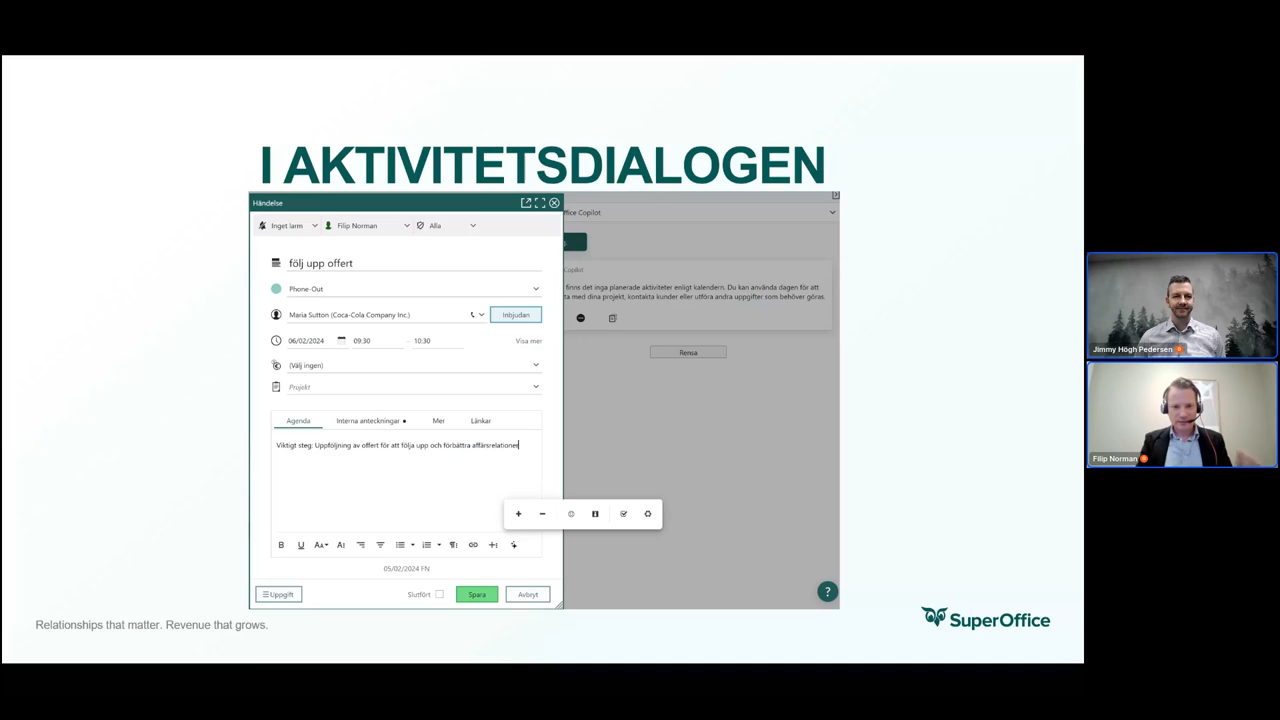 I AKTIVITETSDIALOGEN
Händelse
Inget larm
Filip Norman
Alla
följ upp offert
Phone-Out
Maria Sutton (Coca-Cola Company Inc.)
Inbjudan
06/02/2024
09:30
- 10:30
Visa mer
(Välj ingen)
Projekt
Agenda
Interna anteckningar
Mer
Länkar
Viktigt steg: Uppföljning av offert för att följa upp och förbättra affärsrelationer
B U
05/02/2024 FN
Uppgift
Slutfört
Spara
Avbryt
ffice Copilot
Copilot
finns det inga planerade aktiviteter enligt kalendern. Du kan använda dagen för att
ta med dina projekt, kontakta kunder eller utföra andra uppgifter som behöver göras.
Rensa
?
Relationships that matter. Revenue that grows.
SuperOffice
Jimmy Högh Pedersen
Filip Norman